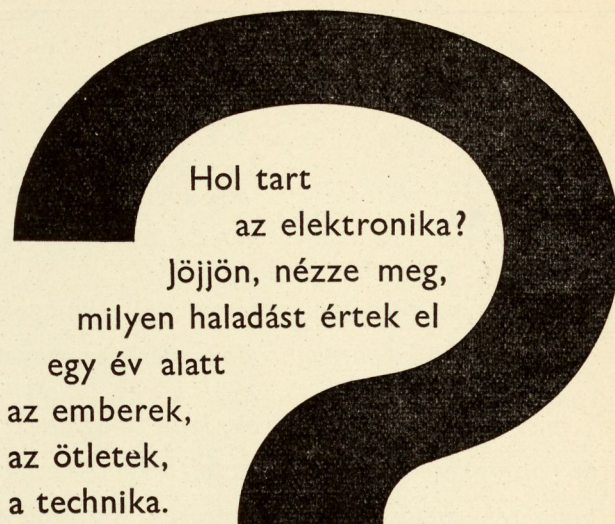 Hol tart
az elektronika?
Jöjjön, nézze meg,
milyen haladást értek el
egy év alatt
az emberek,
az ötletek,
a technika.